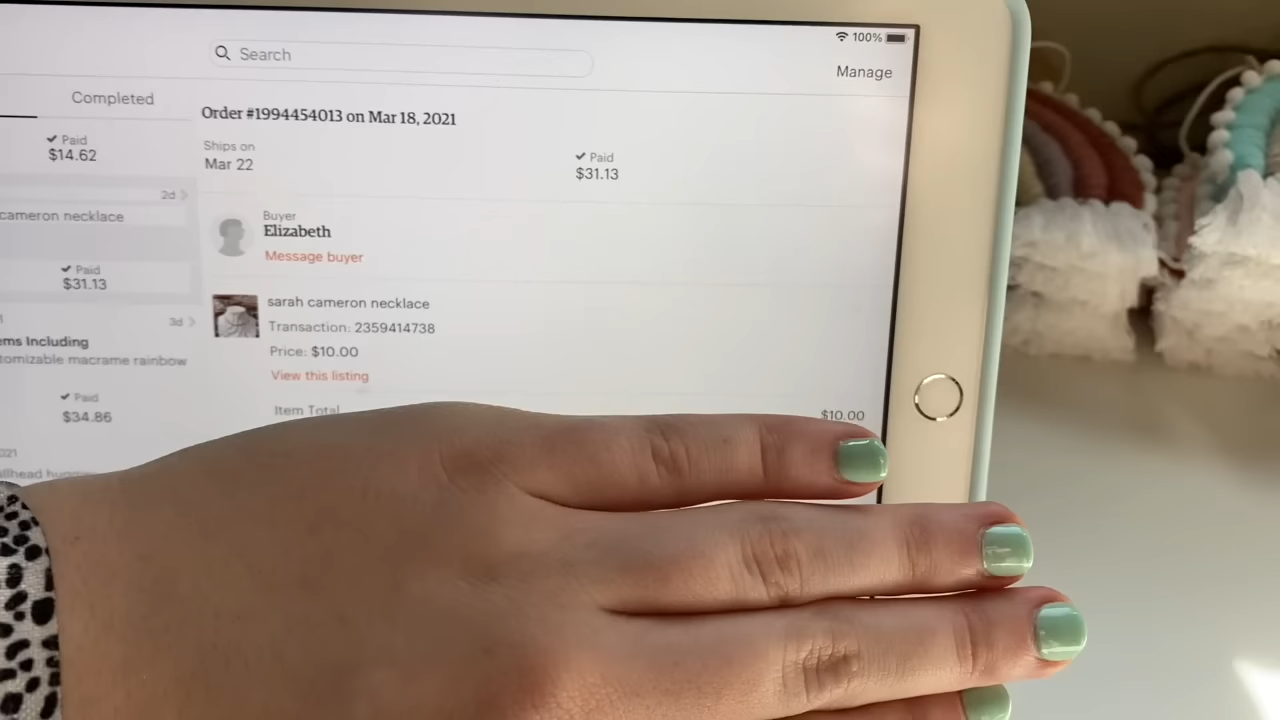 100%
Search
Manage
Completed
Paid
$14.62
2d
cameron necklace
Paid
$31.13
3d
ms Including
tomizable macrame rainbow
Paid
$34.86
021
Order #1994454013 on Mar 18, 2021
Ships on
Mar 22
Paid
$31.13
Buyer
Elizabeth
Message buyer
sarah cameron necklace
Transaction: 2359414738
Price: $10.00
View this listing
Item Total
$10.00